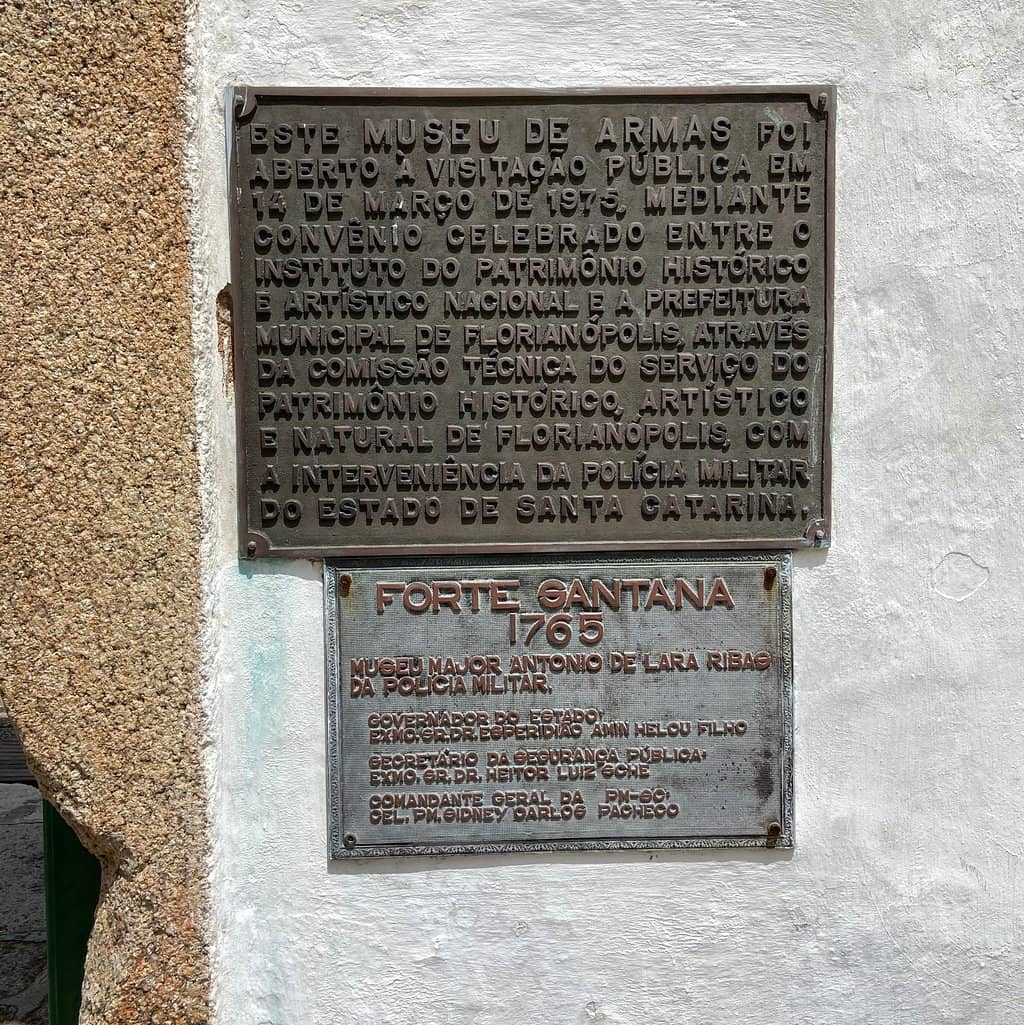 ESTE MUSEU DE ARMAS FOI
ABERTO À VISITAÇÃO PÚBLICA EM
14 DE MARÇO DE 1975, MEDIANTE
CONVÊNIO CELEBRADO ENTRE O
INSTITUTO DO PATRIMÔNIO HISTÓRICO
E ARTÍSTICO NACIONAL E A PREFEITURA
MUNICIPAL DE FLORIANÓPOLIS, ATRAVÉS
DA COMISSÃO TÉCNICA DO SERVIÇO DO
PATRIMÔNIO HISTÓRICO, ARTÍSTICO
E NATURAL DE FLORIANÓPOLIS, COM
A INTERVENIÊNCIA DA POLÍCIA MILITAR
DO ESTADO DE SANTA CATARINA.
FORTE SANTANA
1765
MUSEU MAJOR ANTONIO DE LARA RIBAS
DA POLICIA MILITAR.
GOVERNADOR DO ESTADO:
EXMO. SR. DR. ESPERIDIÃO AMIN HELOU FILHO
SECRETÁRIO DA SEGURANÇA PÚBLICA:
EXMO. SR. DR. HEITOR LUIZ SCHE
COMANDANTE GERAL DA PM-SC:
CEL. PM. SIDNEY CARLOS PACHECO